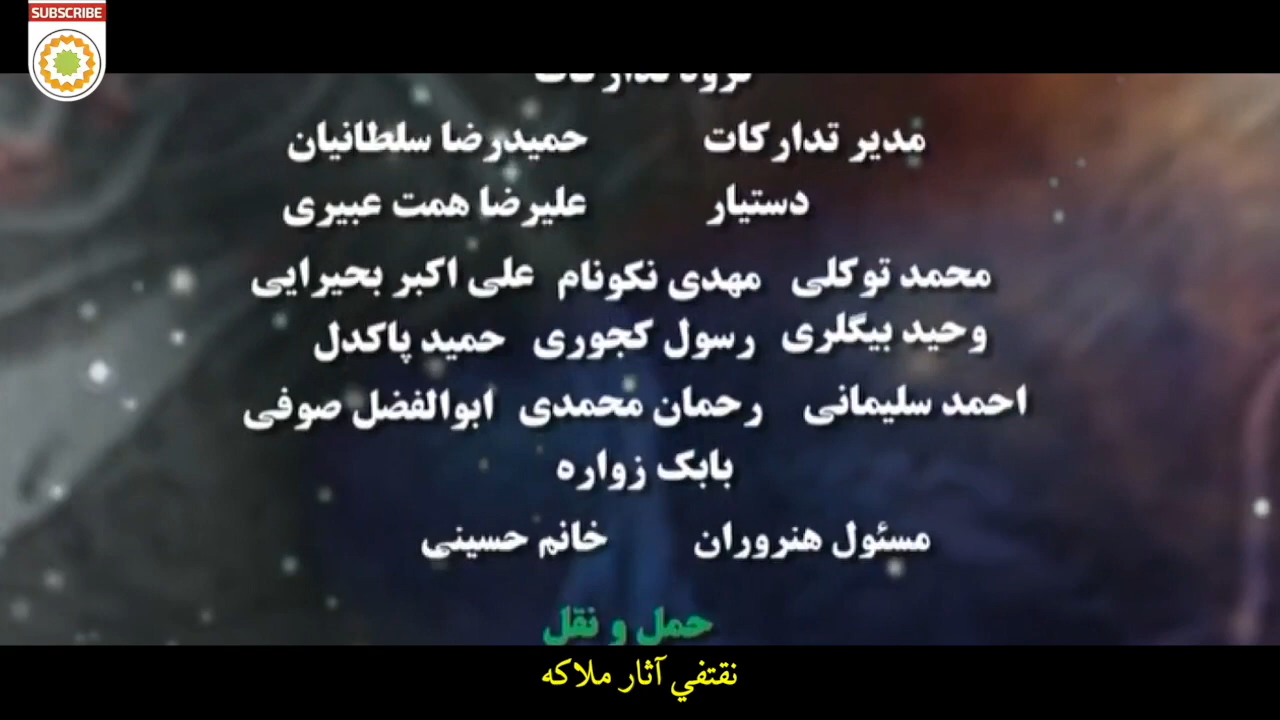 SUBSCRIBE
گروه تدارکات
مدیر تدارکات حمیدرضا سلطانیان
دستیار علیرضا همت عبیری
محمد توکلی مهدی نکونام علی اکبر بحیرایی
وحید بیگلری رسول کجوری حمید پاکدل
احمد سلیمانی رحمان محمدی ابوالفضل صوفی
بابک زواره
مسئول هنروران خانم حسینی
حمل و نقل
نقتفي آثار ملاكه